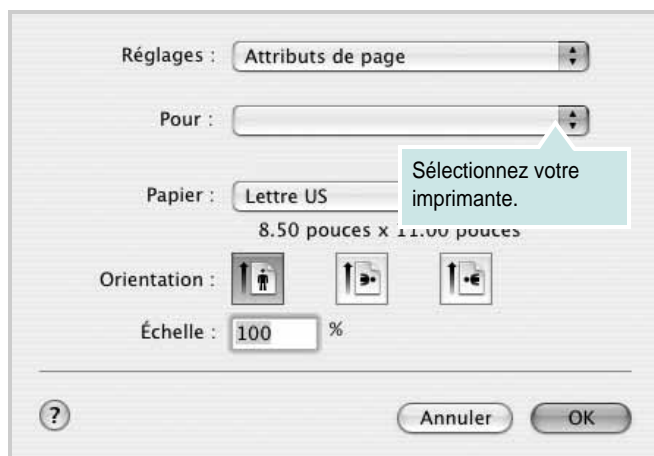 Réglages : Attributs de page
Pour :
Sélectionnez votre
imprimante.
Papier : Lettre US
8.50 pouces x 11.00 pouces
Orientation :
Échelle : 100 %
? Annuler OK